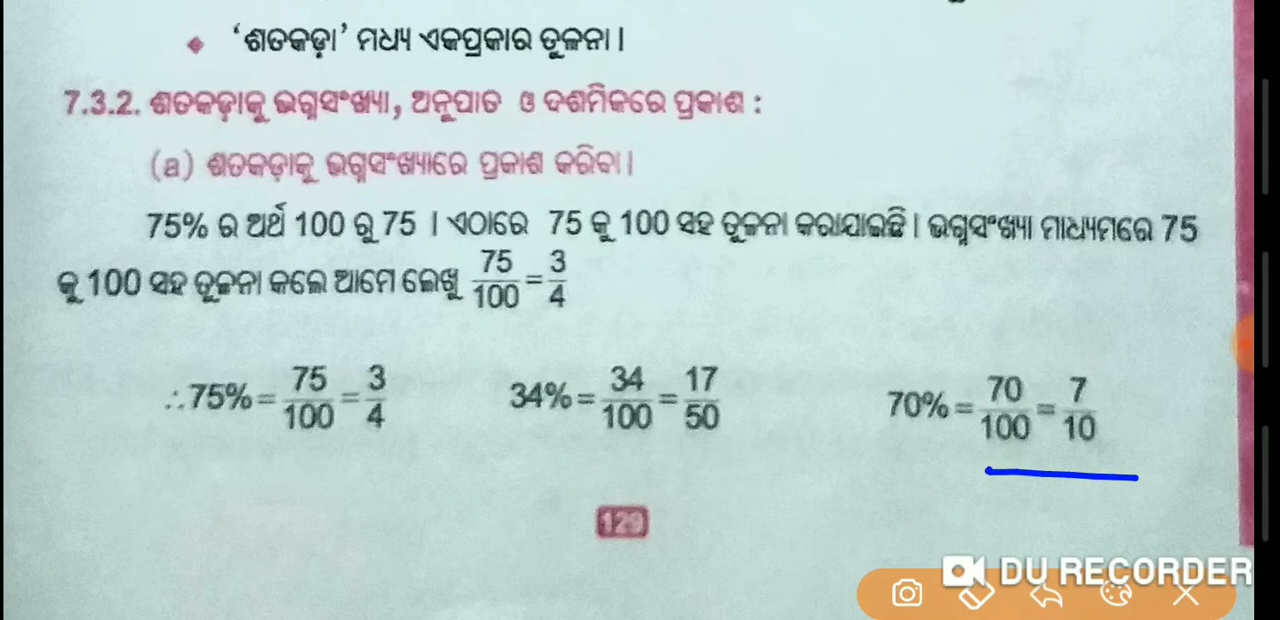 ◆ ‘ଶତକଡ଼ା’ ମଧ୍ୟ ଏକପ୍ରକାର ତୁଳନା।
7.3.2. ଶତକଡ଼ାକୁ ଭଗ୍ନସଂଖ୍ୟା, ଅନୁପାତ ଓ ଦଶମିକରେ ପ୍ରକାଶ :
(a) ଶତକଡ଼ାକୁ ଭଗ୍ନସଂଖ୍ୟାରେ ପ୍ରକାଶ କରିବା।
75% ର ଅର୍ଥ 100 ରୁ 75 । ଏଠାରେ 75 କୁ 100 ସହ ତୁଳନା କରାଯାଇଛି। ଭଗ୍ନସଂଖ୍ୟା ମାଧ୍ୟମରେ 75
କୁ 100 ସହ ତୁଳନା କଲେ ଆମେ ଲେଖୁ 75/100 = 3/4
∴75% = 75/100 = 3/4 34% = 34/100 = 17/50 70% = 70/100 = 7/10
129
DU RECORDER